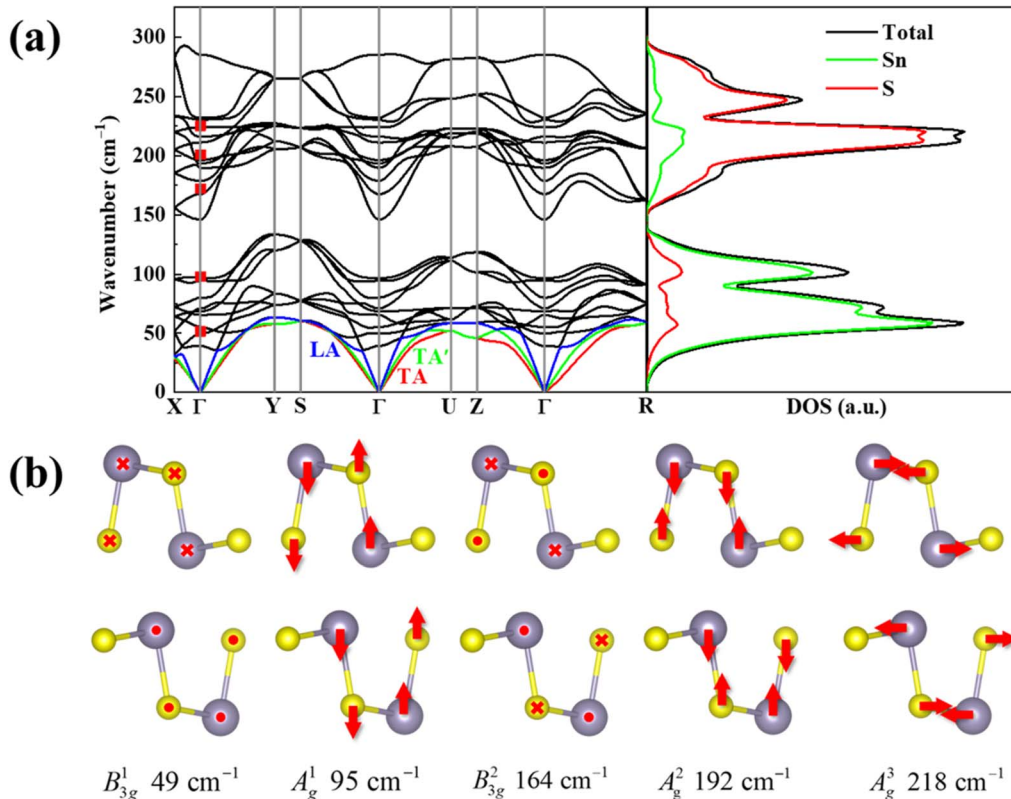 (a)
Total
Sn
S
Wavenumber (cm⁻¹)
300
250
200
150
100
50
0
LA
TA′
TA
X Γ Y S Γ U Z Γ R
DOS (a.u.)
(b)
B¹₃g 49 cm⁻¹ A¹g 95 cm⁻¹ B²₃g 164 cm⁻¹ A²g 192 cm⁻¹ A³g 218 cm⁻¹